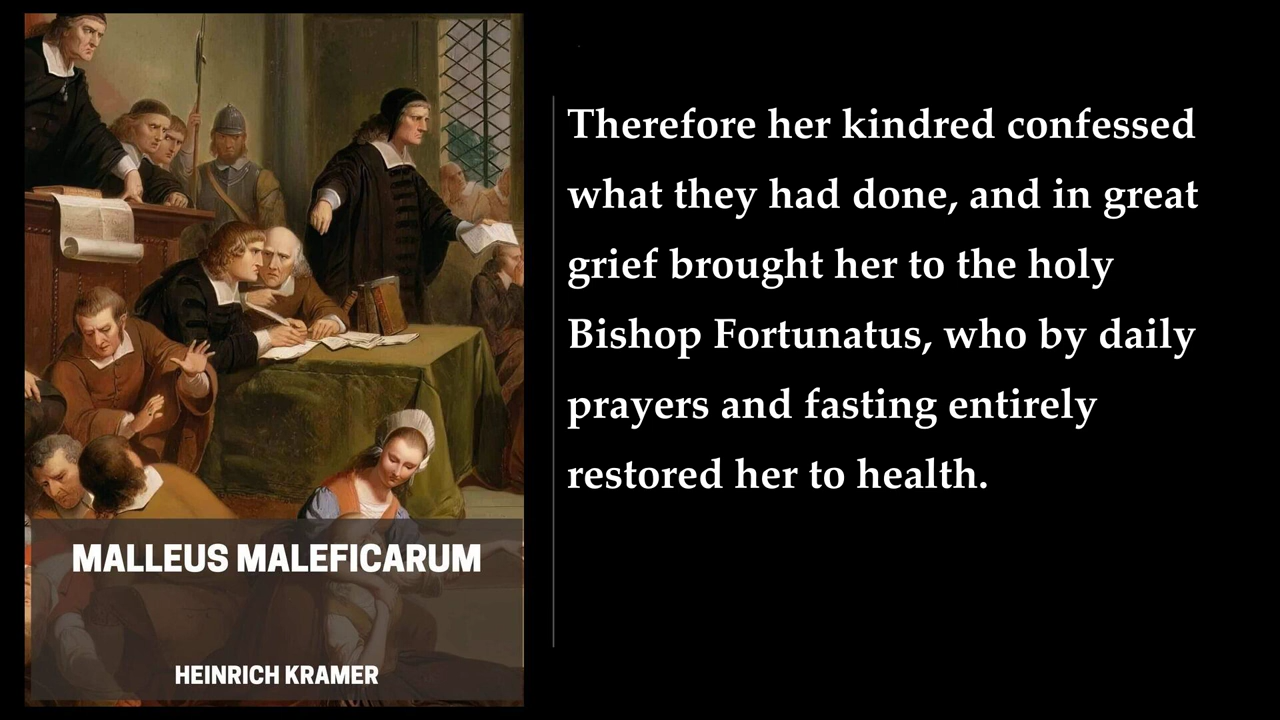 Therefore her kindred confessed
what they had done, and in great
grief brought her to the holy
Bishop Fortunatus, who by daily
prayers and fasting entirely
restored her to health.
MALLEUS MALEFICARUM
HEINRICH KRAMER